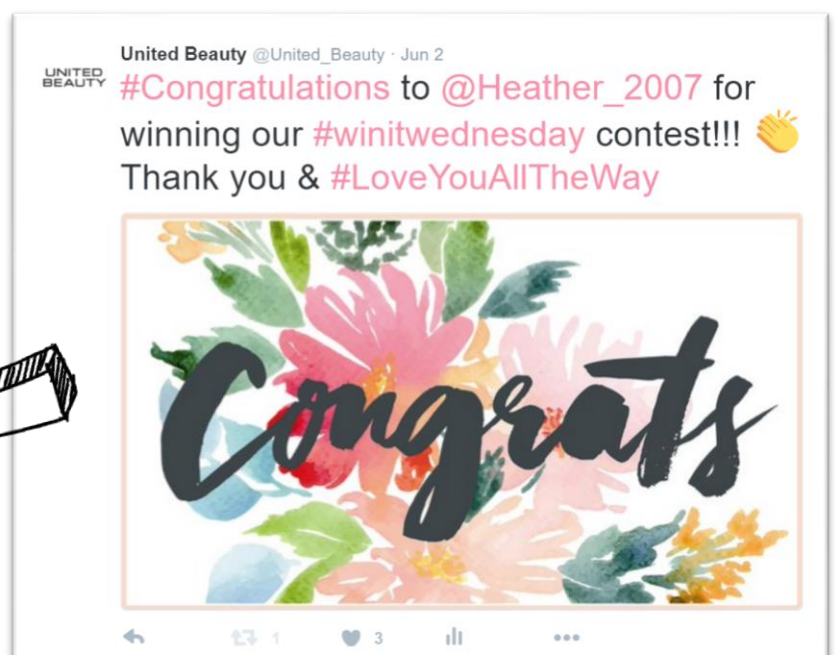 United Beauty @United_Beauty · Jun 2
UNITED
BEAUTY
#Congratulations to @Heather_2007 for
winning our #winitwednesday contest!!! 👏
Thank you & #LoveYouAllTheWay
Congrats
1 3